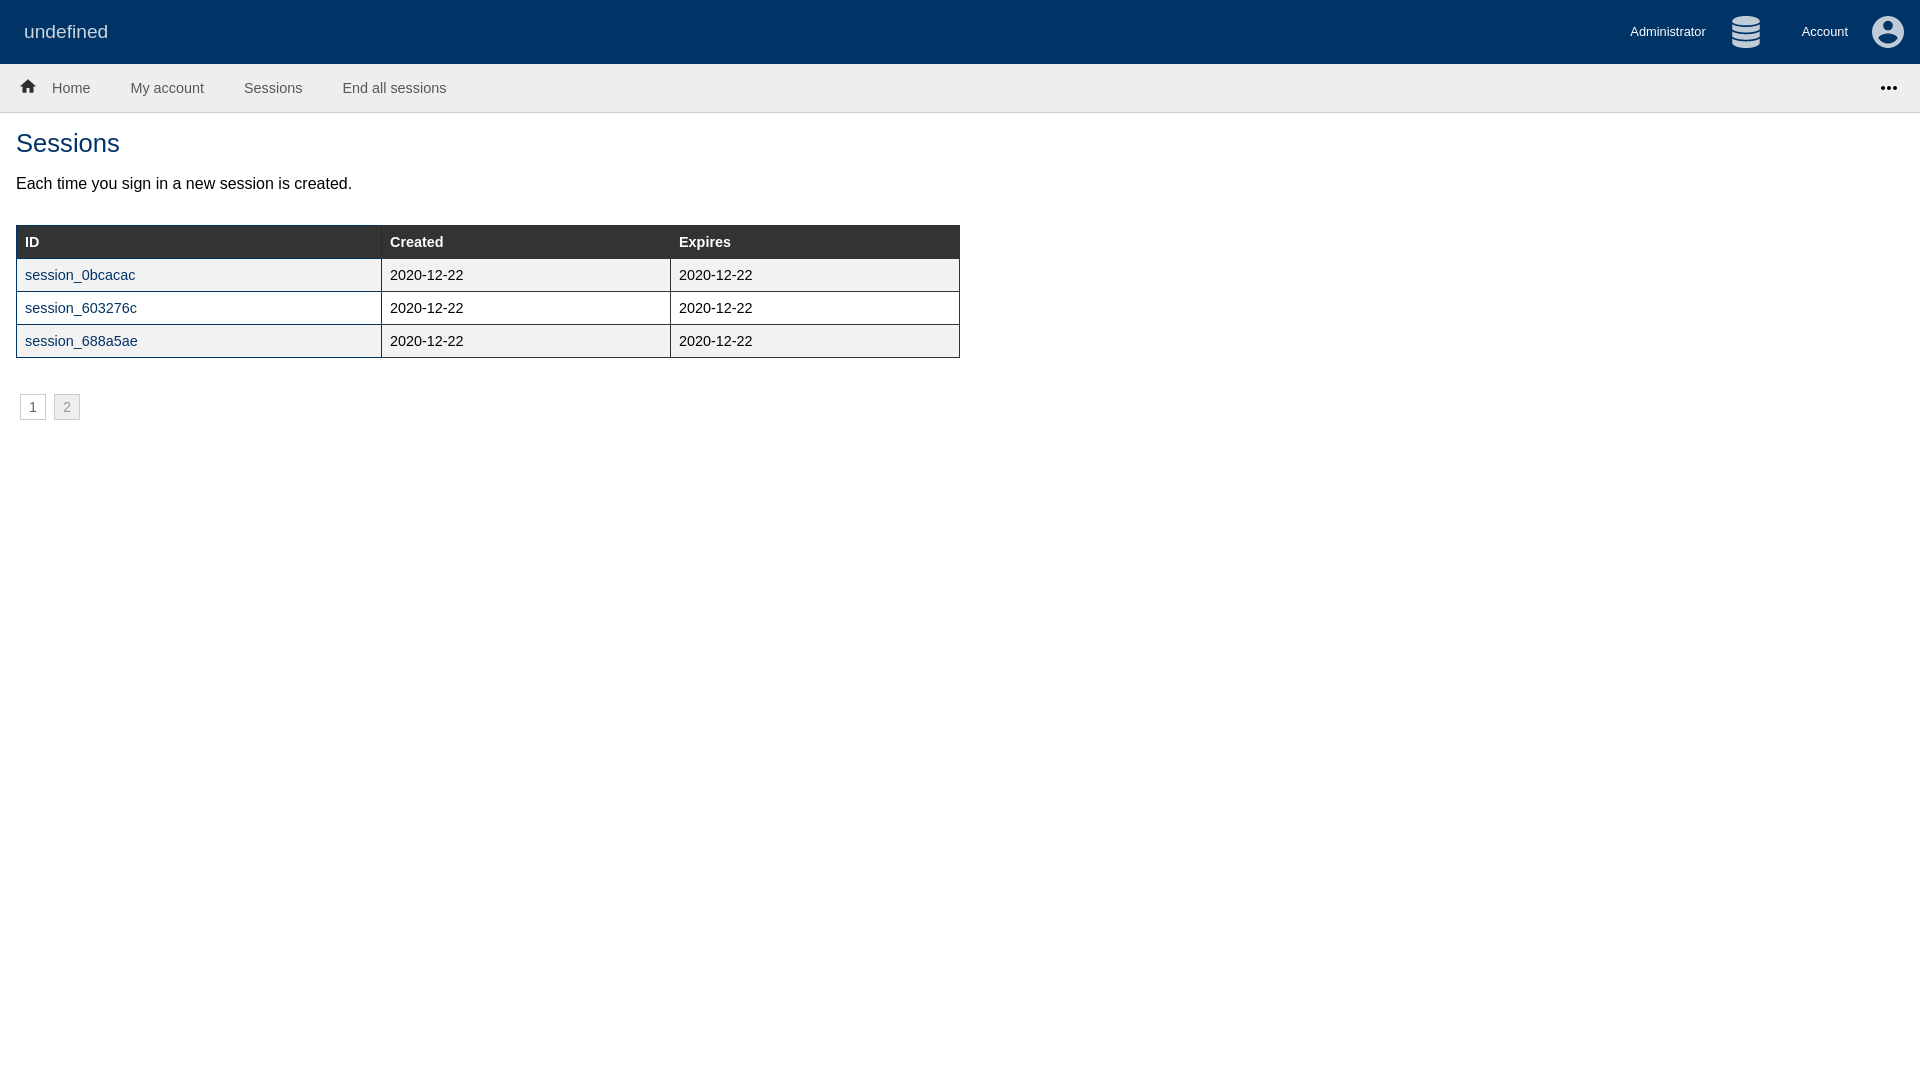 undefined
Administrator
Account
Home My account Sessions End all sessions
Sessions
Each time you sign in a new session is created.
ID Created Expires
session_0bcacac 2020-12-22 2020-12-22
session_603276c 2020-12-22 2020-12-22
session_688a5ae 2020-12-22 2020-12-22
1 2